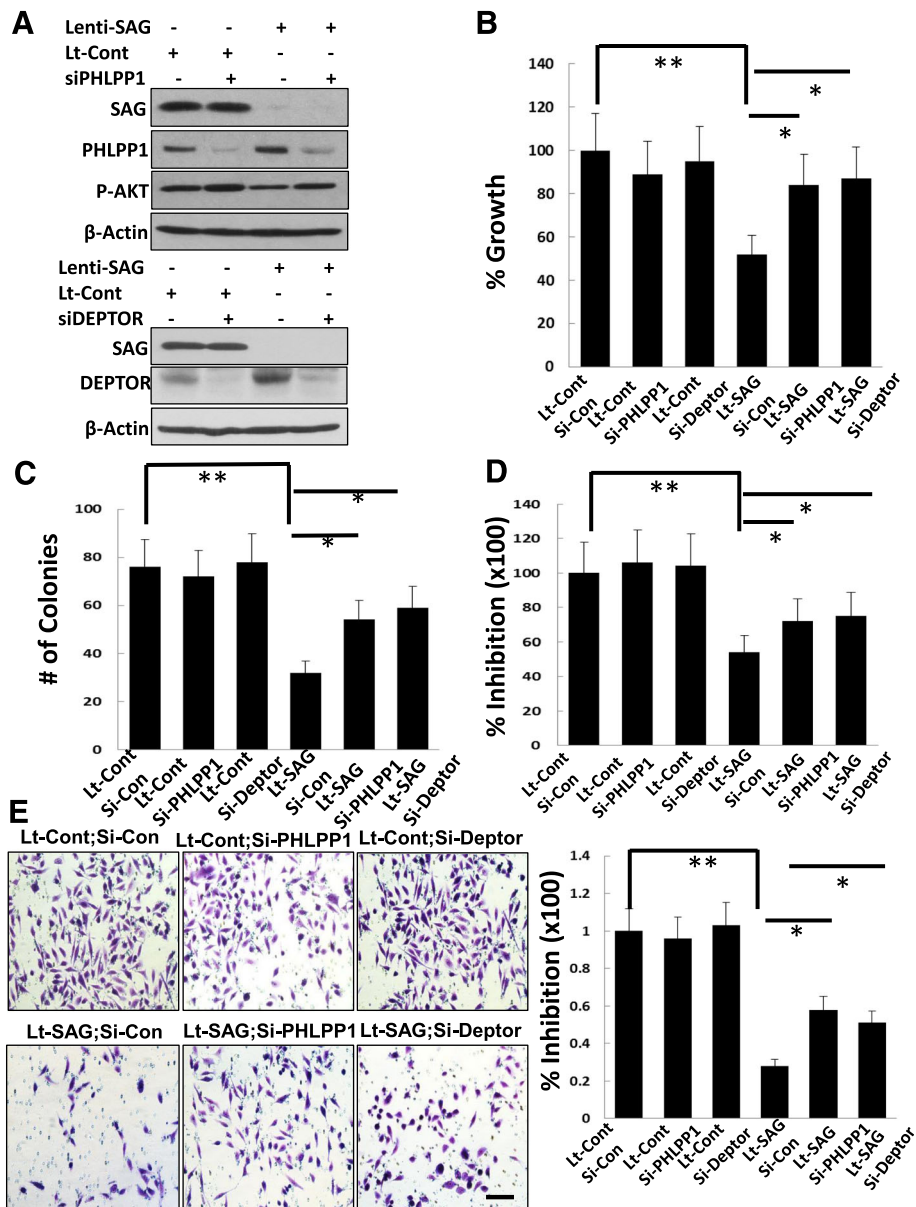 A
Lenti-SAG - - + +
Lt-Cont + + - -
siPHLPP1 - + - +
SAG
PHLPP1
P-AKT
β-Actin
Lenti-SAG - - + +
Lt-Cont + + - -
siDEPTOR - + - +
SAG
DEPTOR
β-Actin
B
**
*
*
% Growth
140
120
100
80
60
40
20
0
Lt-Cont
Si-Con
Lt-Cont
Si-PHLPP1
Lt-Cont
Si-Deptor
Lt-SAG
Si-Con
Lt-SAG
Si-PHLPP1
Lt-SAG
Si-Deptor
C
**
*
*
# of Colonies
100
80
60
40
20
0
Lt-Cont
Si-Con
Lt-Cont
Si-PHLPP1
Lt-Cont
Si-Deptor
Lt-SAG
Si-Con
Lt-SAG
Si-PHLPP1
Lt-SAG
Si-Deptor
D
**
*
*
% Inhibition (x100)
140
120
100
80
60
40
20
0
Lt-Cont
Si-Con
Lt-Cont
Si-PHLPP1
Lt-Cont
Si-Deptor
Lt-SAG
Si-Con
Lt-SAG
Si-PHLPP1
Lt-SAG
Si-Deptor
E
Lt-Cont;Si-Con
Lt-Cont;Si-PHLPP1
Lt-Cont;Si-Deptor
Lt-SAG;Si-Con
Lt-SAG;Si-PHLPP1
Lt-SAG;Si-Deptor
**
*
*
% Inhibition (x100)
1.4
1.2
1
0.8
0.6
0.4
0.2
0
Lt-Cont
Si-Con
Lt-Cont
Si-PHLPP1
Lt-Cont
Si-Deptor
Lt-SAG
Si-Con
Lt-SAG
Si-PHLPP1
Lt-SAG
Si-Deptor